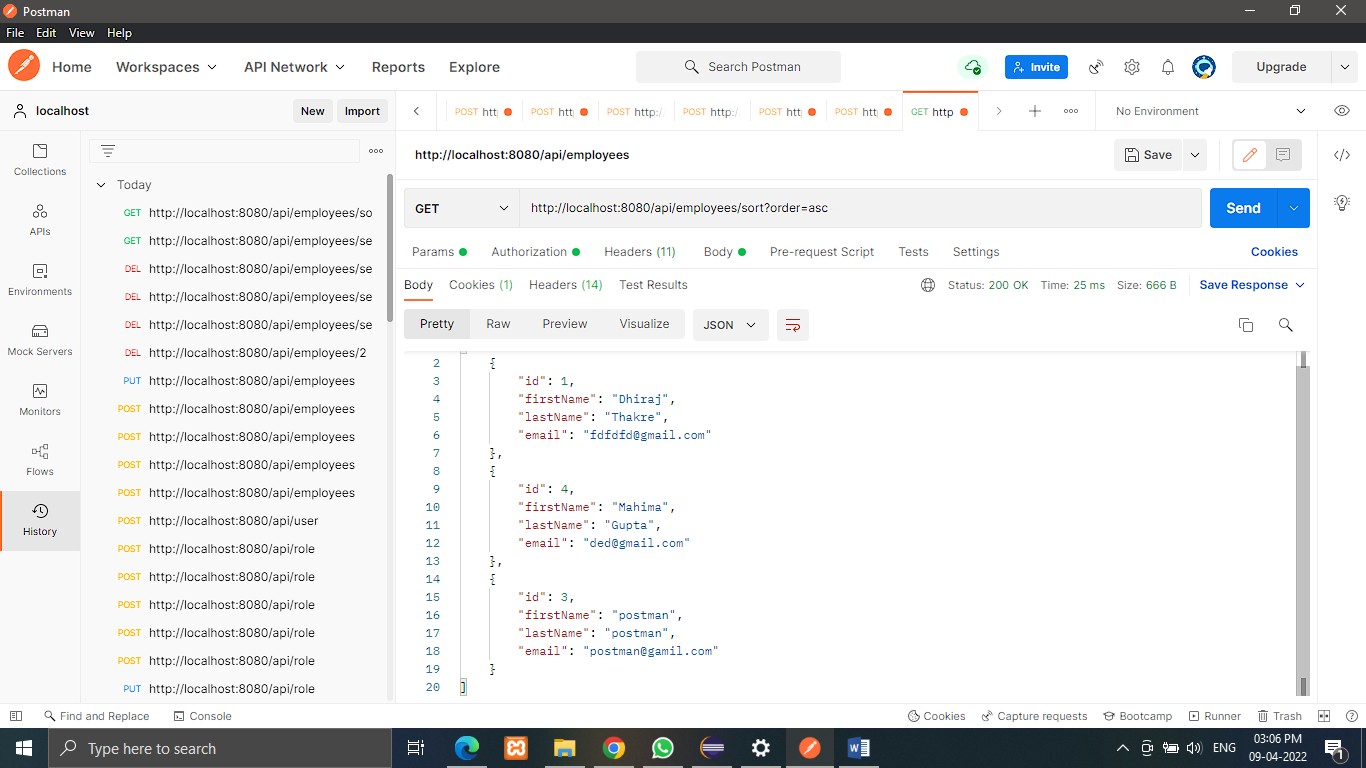 Postman
File Edit View Help
Home Workspaces API Network Reports Explore Search Postman Invite Upgrade
localhost New Import POST htt POST htt POST http:/ POST http:/ POST htt POST htt GET http No Environment
http://localhost:8080/api/employees Save
Collections
APIs
Environments
Mock Servers
Monitors
Flows
History
Today
GET http://localhost:8080/api/employees/so
GET http://localhost:8080/api/employees/se
DEL http://localhost:8080/api/employees/se
DEL http://localhost:8080/api/employees/se
DEL http://localhost:8080/api/employees/se
DEL http://localhost:8080/api/employees/2
PUT http://localhost:8080/api/employees
POST http://localhost:8080/api/employees
POST http://localhost:8080/api/employees
POST http://localhost:8080/api/employees
POST http://localhost:8080/api/employees
POST http://localhost:8080/api/user
POST http://localhost:8080/api/role
POST http://localhost:8080/api/role
POST http://localhost:8080/api/role
POST http://localhost:8080/api/role
POST http://localhost:8080/api/role
PUT http://localhost:8080/api/role
GET http://localhost:8080/api/employees/sort?order=asc Send
Params Authorization Headers (11) Body Pre-request Script Tests Settings Cookies
Body Cookies (1) Headers (14) Test Results Status: 200 OK Time: 25 ms Size: 666 B Save Response
Pretty Raw Preview Visualize JSON
2 {
3 "id": 1,
4 "firstName": "Dhiraj",
5 "lastName": "Thakre",
6 "email": "fdfdfd@gmail.com"
7 },
8 {
9 "id": 4,
10 "firstName": "Mahima",
11 "lastName": "Gupta",
12 "email": "ded@gmail.com"
13 },
14 {
15 "id": 3,
16 "firstName": "postman",
17 "lastName": "postman",
18 "email": "postman@gamil.com"
19 }
20 ]
Find and Replace Console Cookies Capture requests Bootcamp Runner Trash
Type here to search ENG 03:06 PM
09-04-2022 1